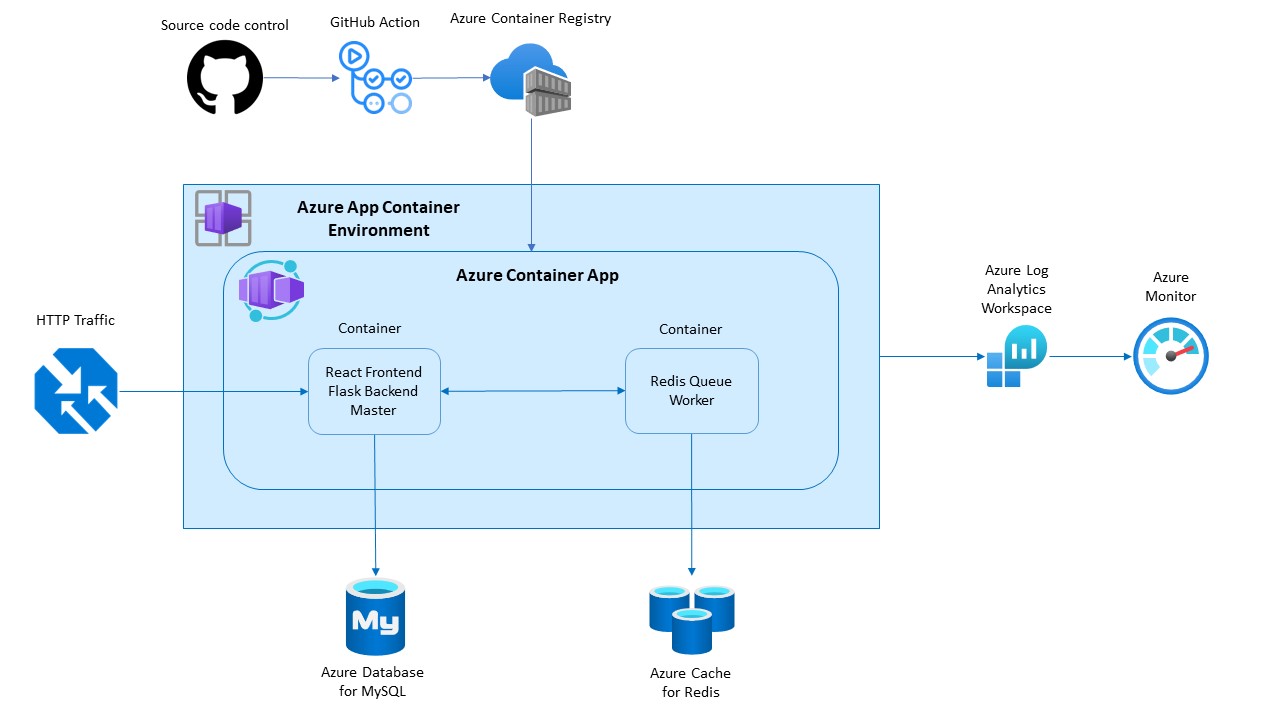 Source code control
GitHub Action
Azure Container Registry
Azure App Container
Environment
Azure Container App
HTTP Traffic
Container
React Frontend
Flask Backend
Master
Container
Redis Queue
Worker
Azure Log
Analytics
Workspace
Azure
Monitor
My
Azure Database
for MySQL
Azure Cache
for Redis